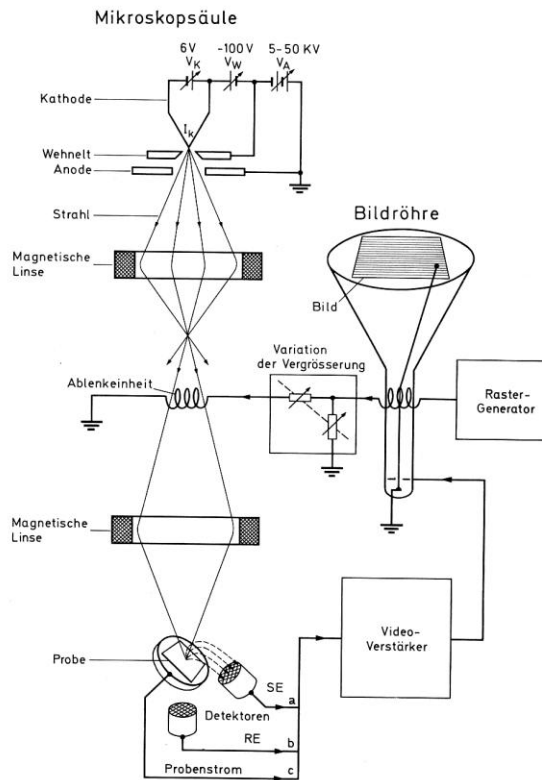 Mikroskopsäule
6V
-100 V
5-50 KV
V_K
V_W
V_A
Kathode
I_k
Wehnelt
Anode
Strahl
Bildröhre
Magnetische
Linse
Bild
Variation
der Vergrösserung
Ablenkeinheit
Raster-
Generator
Magnetische
Linse
Video-
Verstärker
Probe
SE
a
Detektoren
RE
b
Probenstrom
c